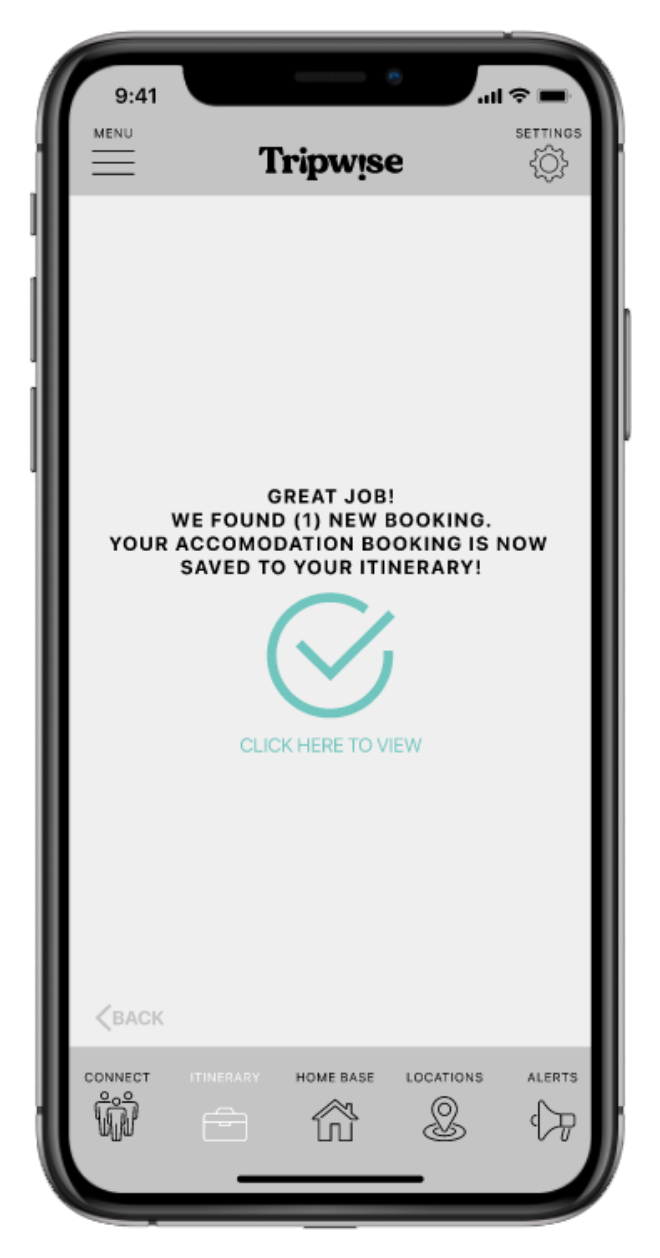 9:41
MENU
Tripwise
SETTINGS
GREAT JOB!
WE FOUND (1) NEW BOOKING.
YOUR ACCOMODATION BOOKING IS NOW
SAVED TO YOUR ITINERARY!
CLICK HERE TO VIEW
BACK
CONNECT
ITINERARY
HOME BASE
LOCATIONS
ALERTS